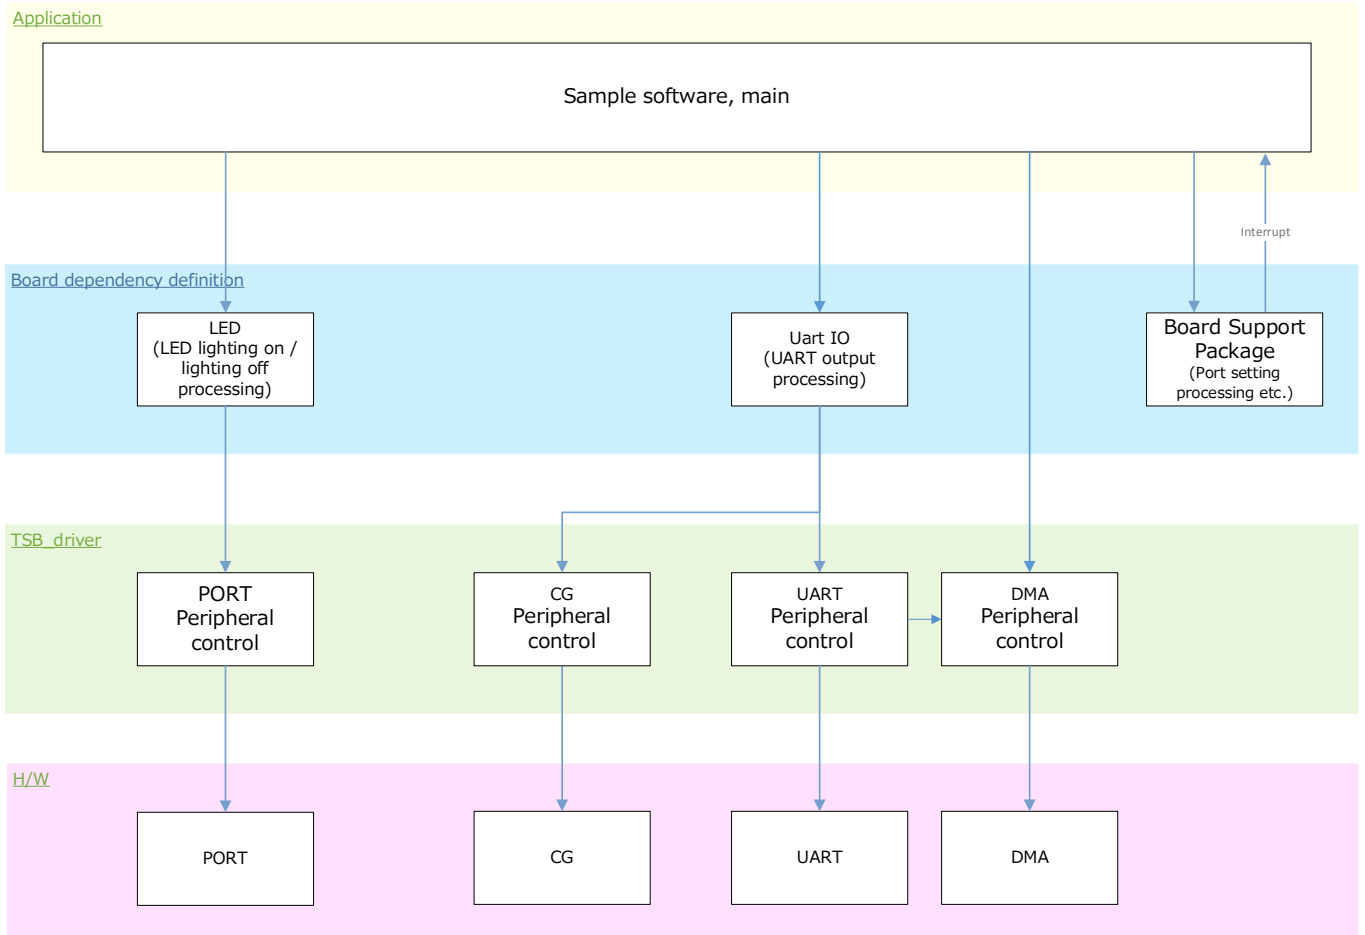 Application
Sample software, main
Interrupt
Board dependency definition
LED
(LED lighting on /
lighting off
processing)
Uart IO
(UART output
processing)
Board Support
Package
(Port setting
processing etc.)
TSB_driver
PORT
Peripheral
control
CG
Peripheral
control
UART
Peripheral
control
DMA
Peripheral
control
H/W
PORT
CG
UART
DMA